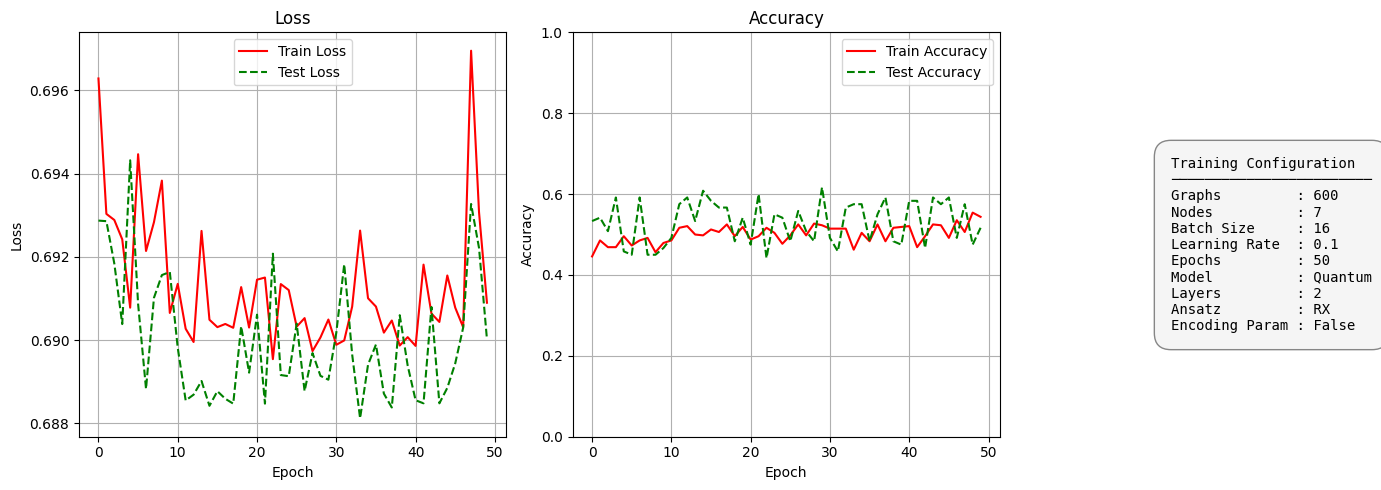 Loss
Train Loss
Test Loss
0.696
0.694
0.692
0.690
0.688
Loss
0
10
20
30
40
50
Epoch
Accuracy
Train Accuracy
Test Accuracy
1.0
0.8
0.6
0.4
0.2
0.0
Accuracy
0
10
20
30
40
50
Epoch
Training Configuration
Graphs : 600
Nodes : 7
Batch Size : 16
Learning Rate : 0.1
Epochs : 50
Model : Quantum
Layers : 2
Ansatz : RX
Encoding Param : False